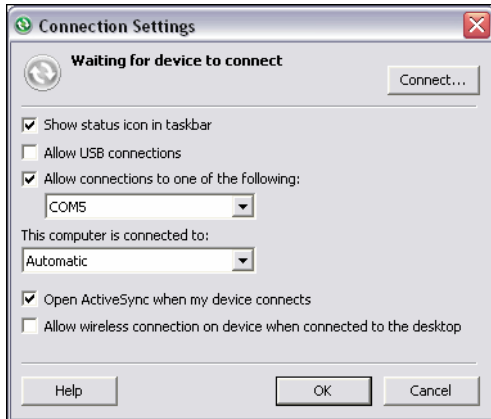 Connection Settings
Waiting for device to connect
Connect...
Show status icon in taskbar
Allow USB connections
Allow connections to one of the following:
COM5
This computer is connected to:
Automatic
Open ActiveSync when my device connects
Allow wireless connection on device when connected to the desktop
Help
OK
Cancel